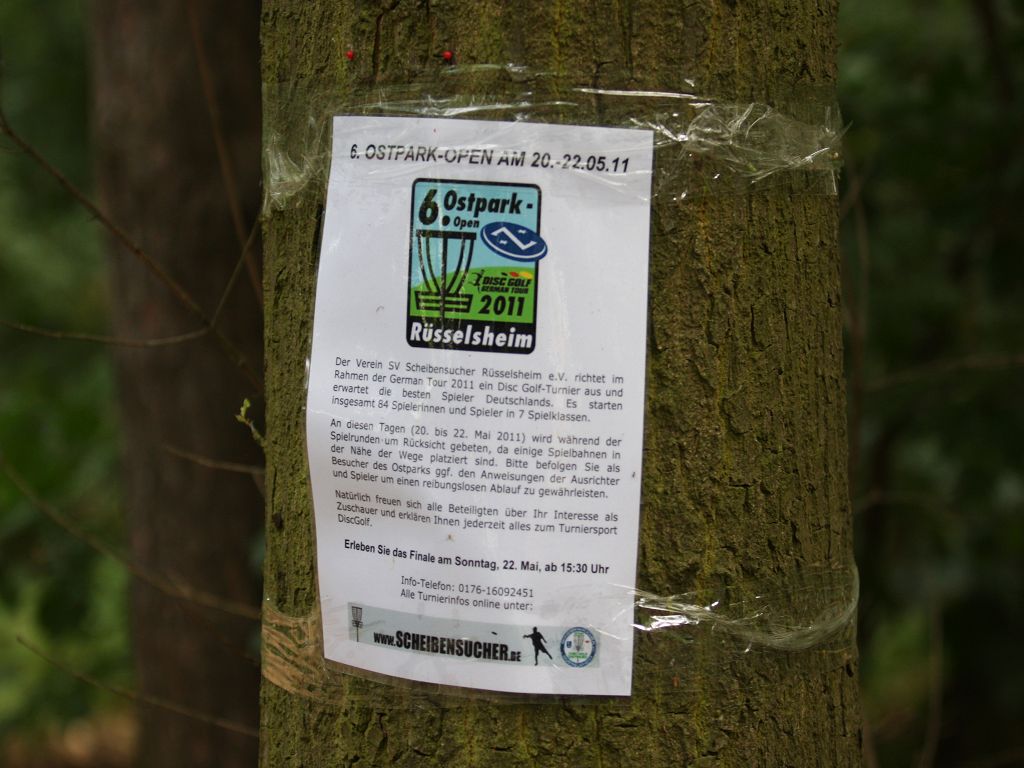 6. OSTPARK-OPEN AM 20.-22.05.11
6. Ostpark-
Open
DISC GOLF
GERMAN TOUR
2011
Rüsselsheim
Der Verein SV Scheibensucher Rüsselsheim e.V. richtet im
Rahmen der German Tour 2011 ein Disc Golf-Turnier aus und
erwartet die besten Spieler Deutschlands. Es starten
insgesamt 84 Spielerinnen und Spieler in 7 Spielklassen.
An diesen Tagen (20. bis 22. Mai 2011) wird während der
Spielrunden um Rücksicht gebeten, da einige Spielbahnen in
der Nähe der Wege platziert sind. Bitte befolgen Sie als
Besucher des Ostparks ggf. den Anweisungen der Ausrichter
und Spieler um einen reibungslosen Ablauf zu gewährleisten.
Natürlich freuen sich alle Beteiligten über Ihr Interesse als
Zuschauer und erklären Ihnen jederzeit alles zum Turniersport
DiscGolf.
Erleben Sie das Finale am Sonntag, 22. Mai, ab 15:30 Uhr
Info-Telefon: 0176-16092451
Alle Turnierinfos online unter:
www.SCHEIBENSUCHER.DE